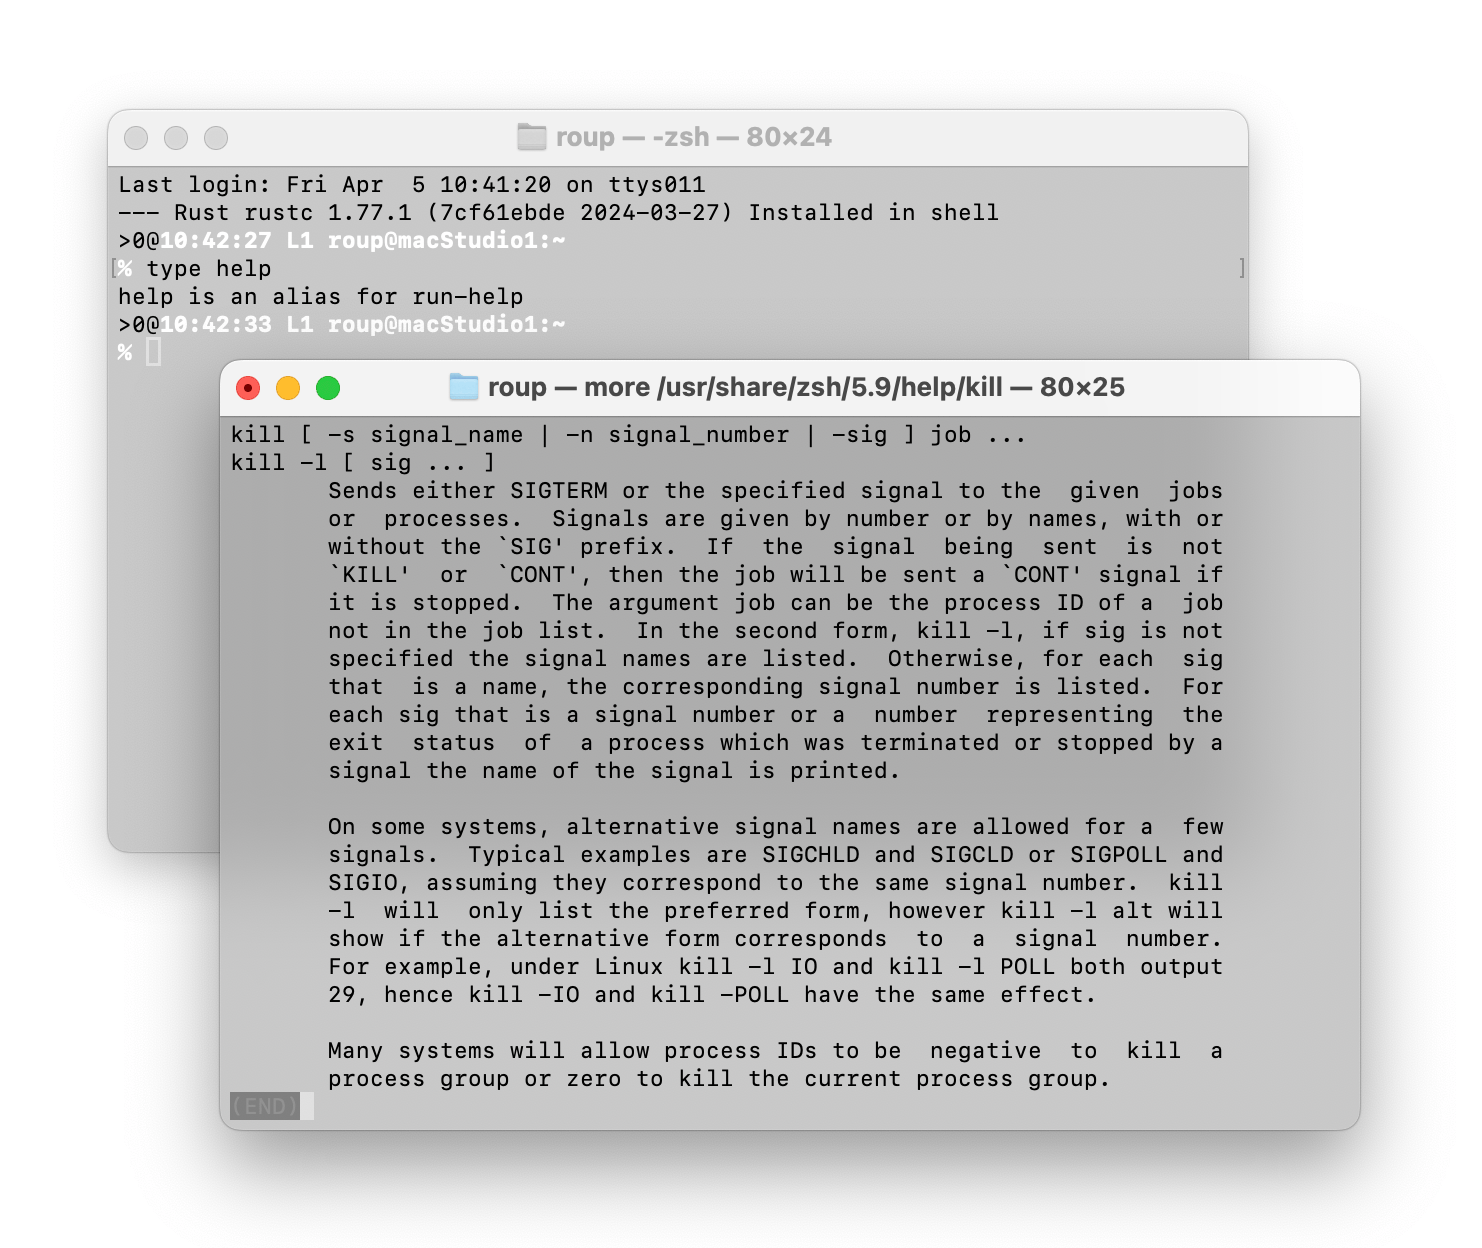 roup — -zsh — 80×24
Last login: Fri Apr  5 10:41:20 on ttys011
--- Rust rustc 1.77.1 (7cf61ebde 2024-03-27) Installed in shell
>0@10:42:27 L1 roup@macStudio1:~
[% type help ]
help is an alias for run-help
>0@10:42:33 L1 roup@macStudio1:~
%
roup — more /usr/share/zsh/5.9/help/kill — 80×25
kill [ -s signal_name | -n signal_number | -sig ] job ...
kill -l [ sig ... ]
       Sends either SIGTERM or the specified signal to the  given  jobs
       or  processes.  Signals are given by number or by names, with or
       without the `SIG' prefix.  If  the  signal  being  sent  is  not
       `KILL'  or  `CONT', then the job will be sent a `CONT' signal if
       it is stopped.  The argument job can be the process ID of a  job
       not in the job list.  In the second form, kill -l, if sig is not
       specified the signal names are listed.  Otherwise, for each  sig
       that  is a name, the corresponding signal number is listed.  For
       each sig that is a signal number or a  number  representing  the
       exit  status  of  a process which was terminated or stopped by a
       signal the name of the signal is printed.

       On some systems, alternative signal names are allowed for a  few
       signals.  Typical examples are SIGCHLD and SIGCLD or SIGPOLL and
       SIGIO, assuming they correspond to the same signal number.  kill
       -l  will  only list the preferred form, however kill -l alt will
       show if the alternative form corresponds  to  a  signal  number.
       For example, under Linux kill -l IO and kill -l POLL both output
       29, hence kill -IO and kill -POLL have the same effect.

       Many systems will allow process IDs to be  negative  to  kill  a
       process group or zero to kill the current process group.
(END)